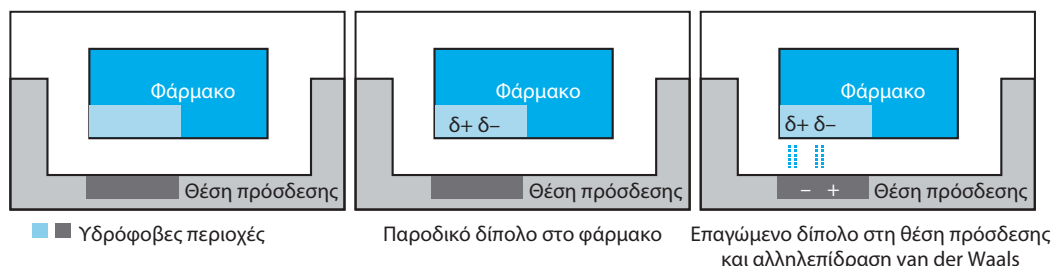 Φάρμακο
Θέση πρόσδεσης
Υδρόφοβες περιοχές
Φάρμακο
δ+ δ–
Θέση πρόσδεσης
Παροδικό δίπολο στο φάρμακο
Φάρμακο
δ+ δ–
– +
Θέση πρόσδεσης
Επαγώμενο δίπολο στη θέση πρόσδεσης
και αλληλεπίδραση van der Waals